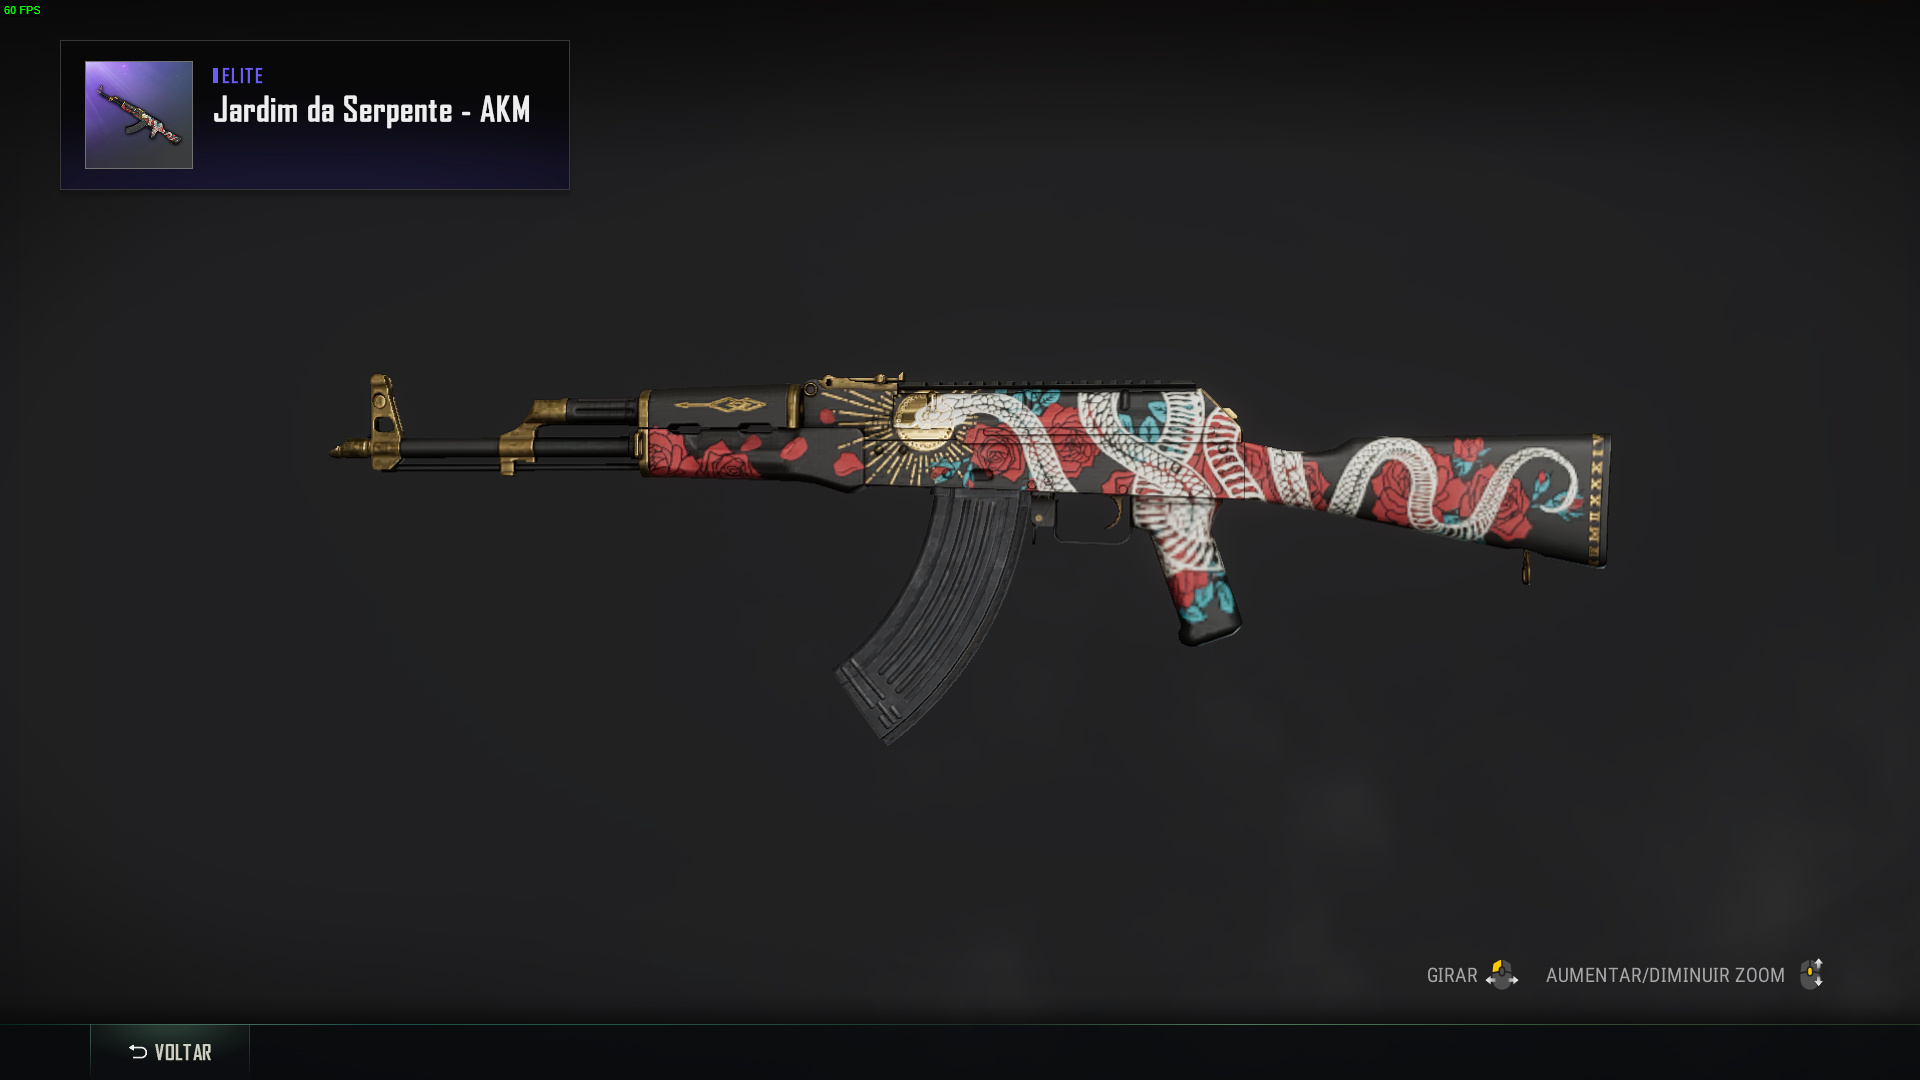 60 FPS
ELITE
Jardim da Serpente - AKM
GIRAR
AUMENTAR/DIMINUIR ZOOM
VOLTAR